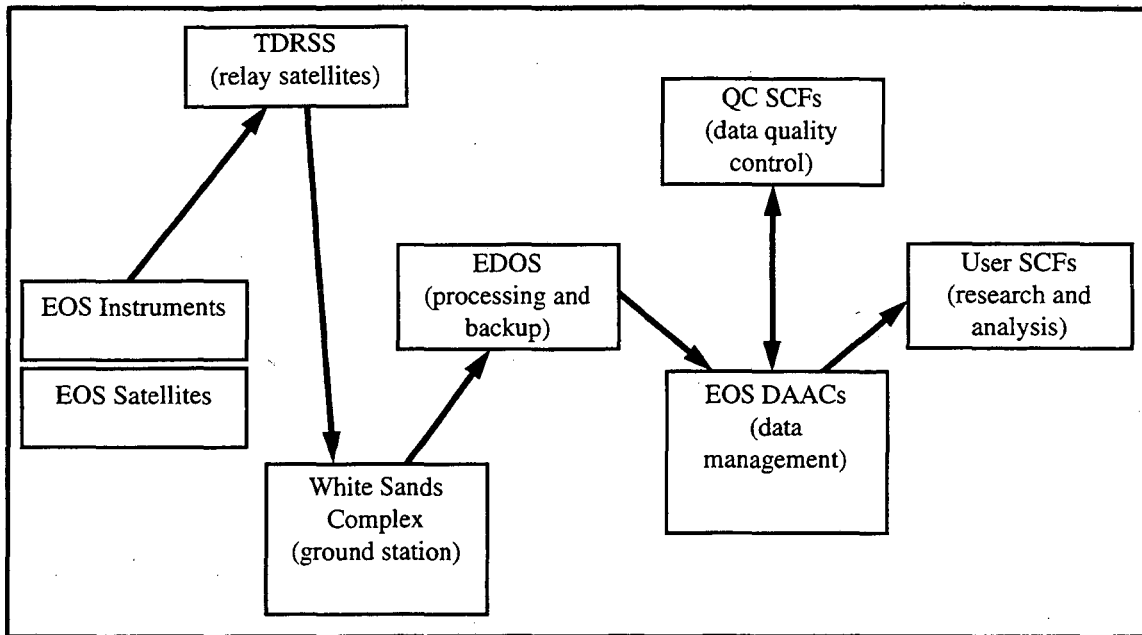 TDRSS
(relay satellites)
QC SCFs
(data quality
control)
EOS Instruments
EOS Satellites
EDOS
(processing and
backup)
User SCFs
(research and
analysis)
White Sands
Complex
(ground station)
EOS DAACs
(data
management)